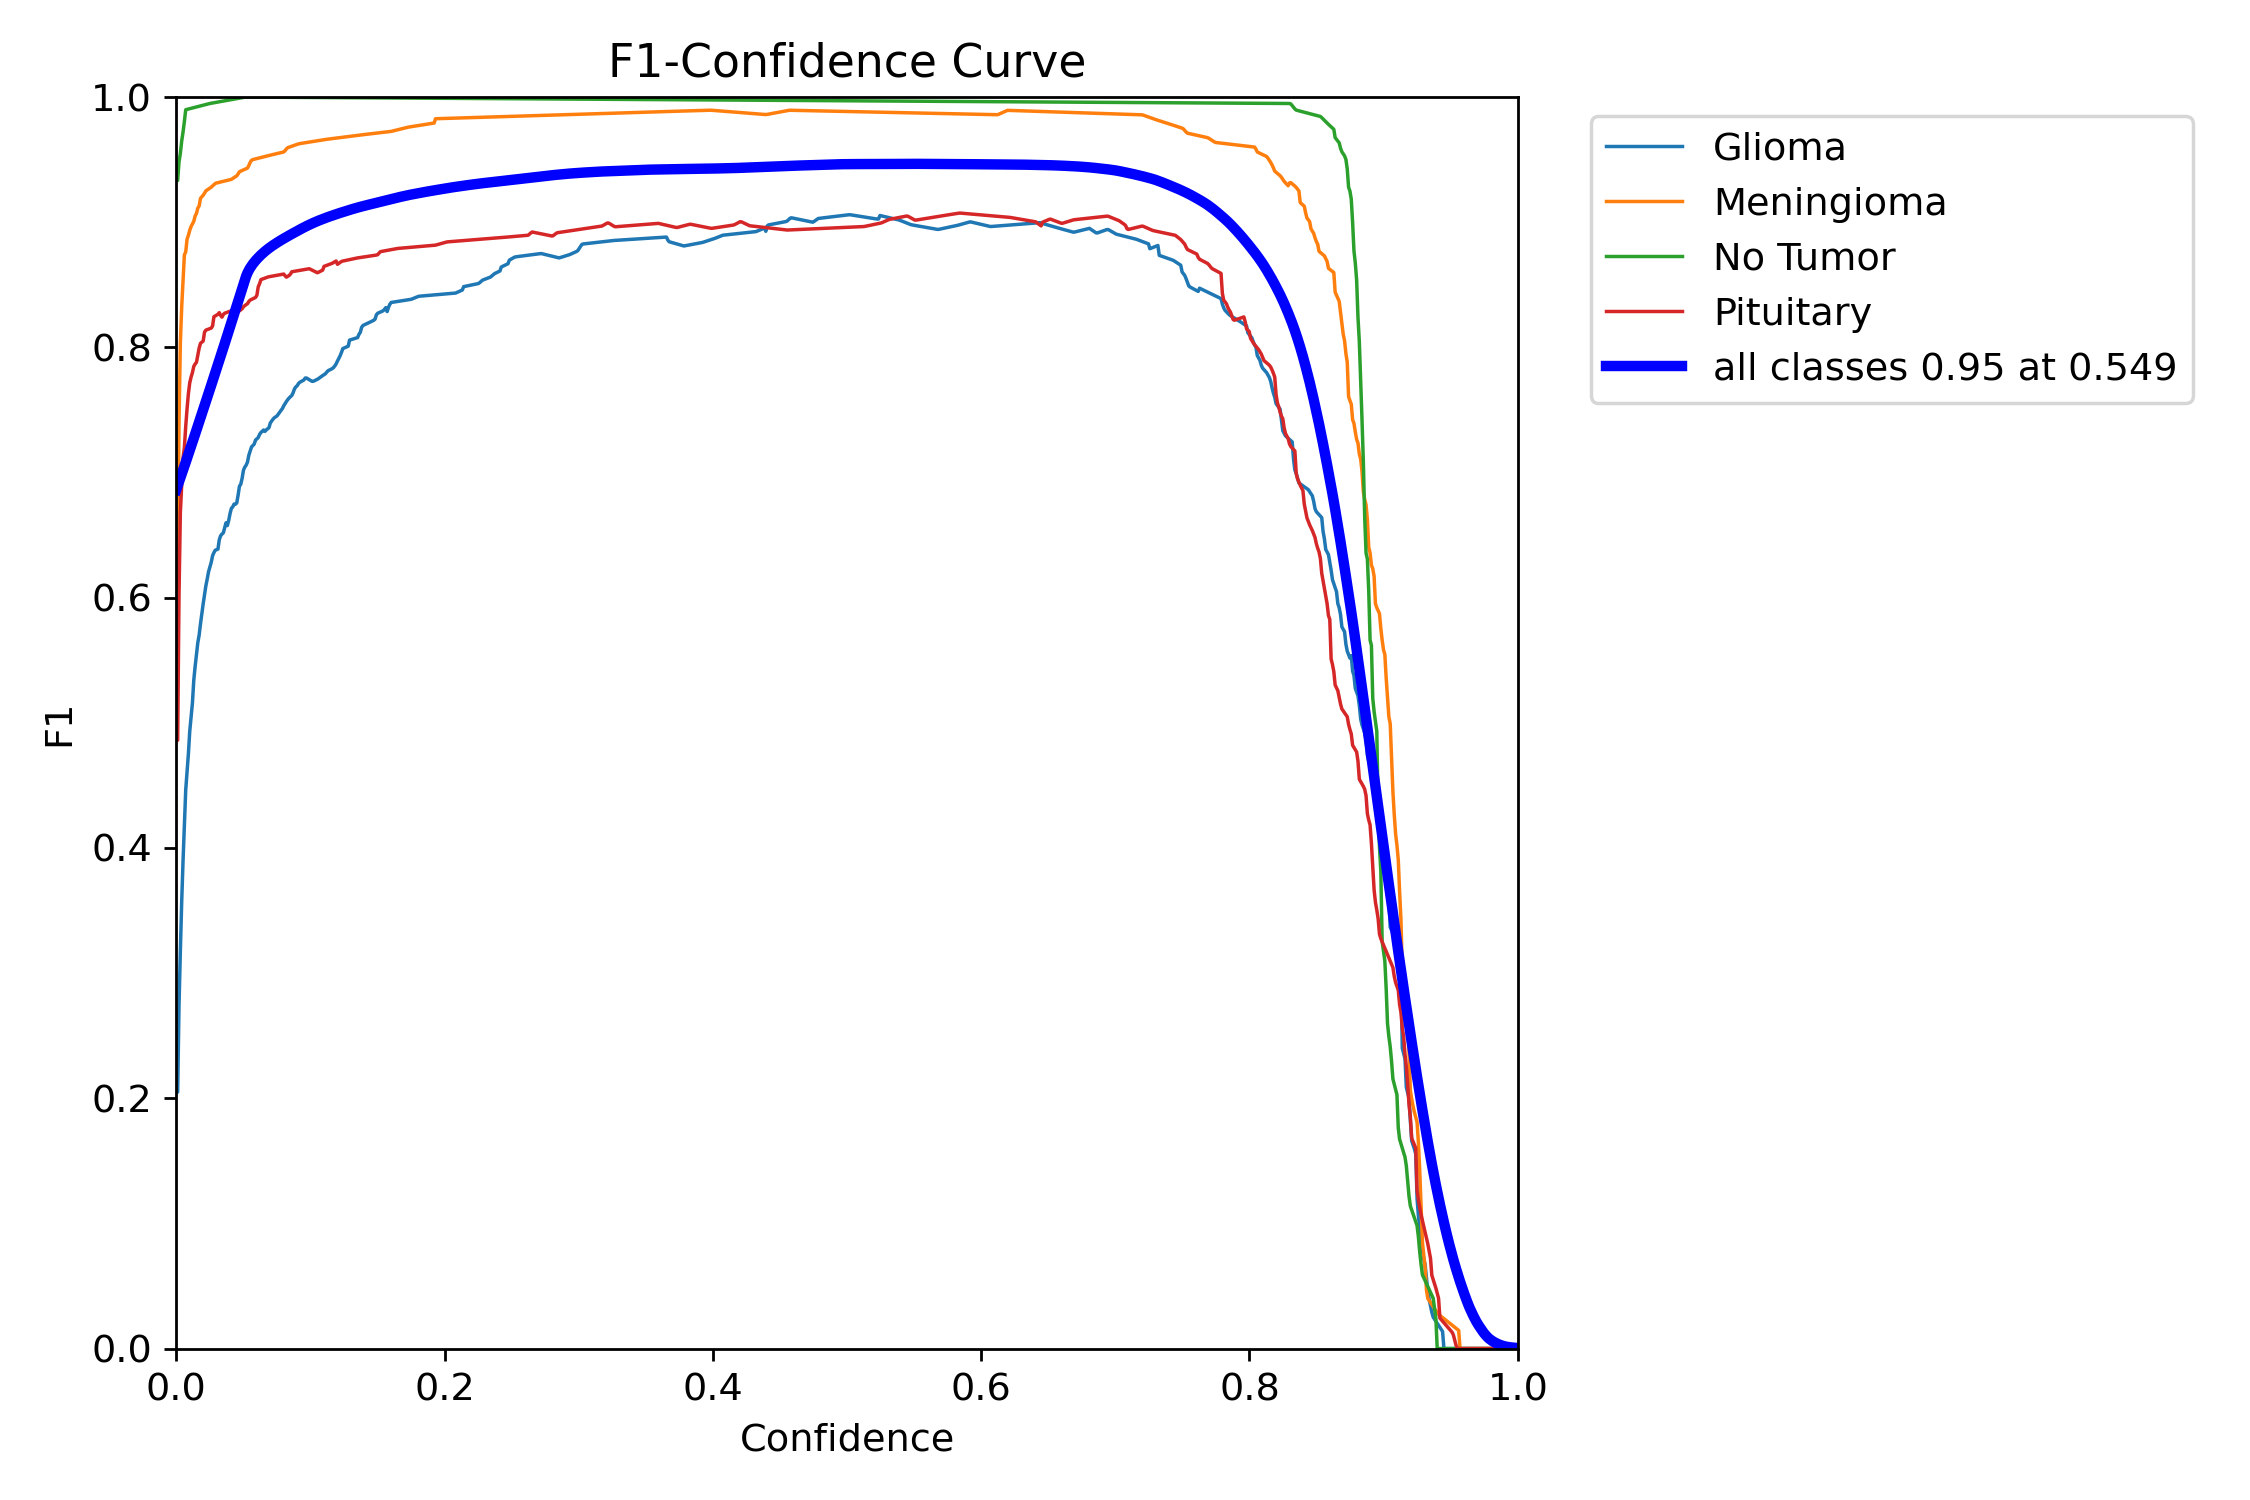 F1-Confidence Curve
1.0
0.8
0.6
0.4
0.2
0.0
F1
0.0 0.2 0.4 0.6 0.8 1.0
Confidence
Glioma
Meningioma
No Tumor
Pituitary
all classes 0.95 at 0.549